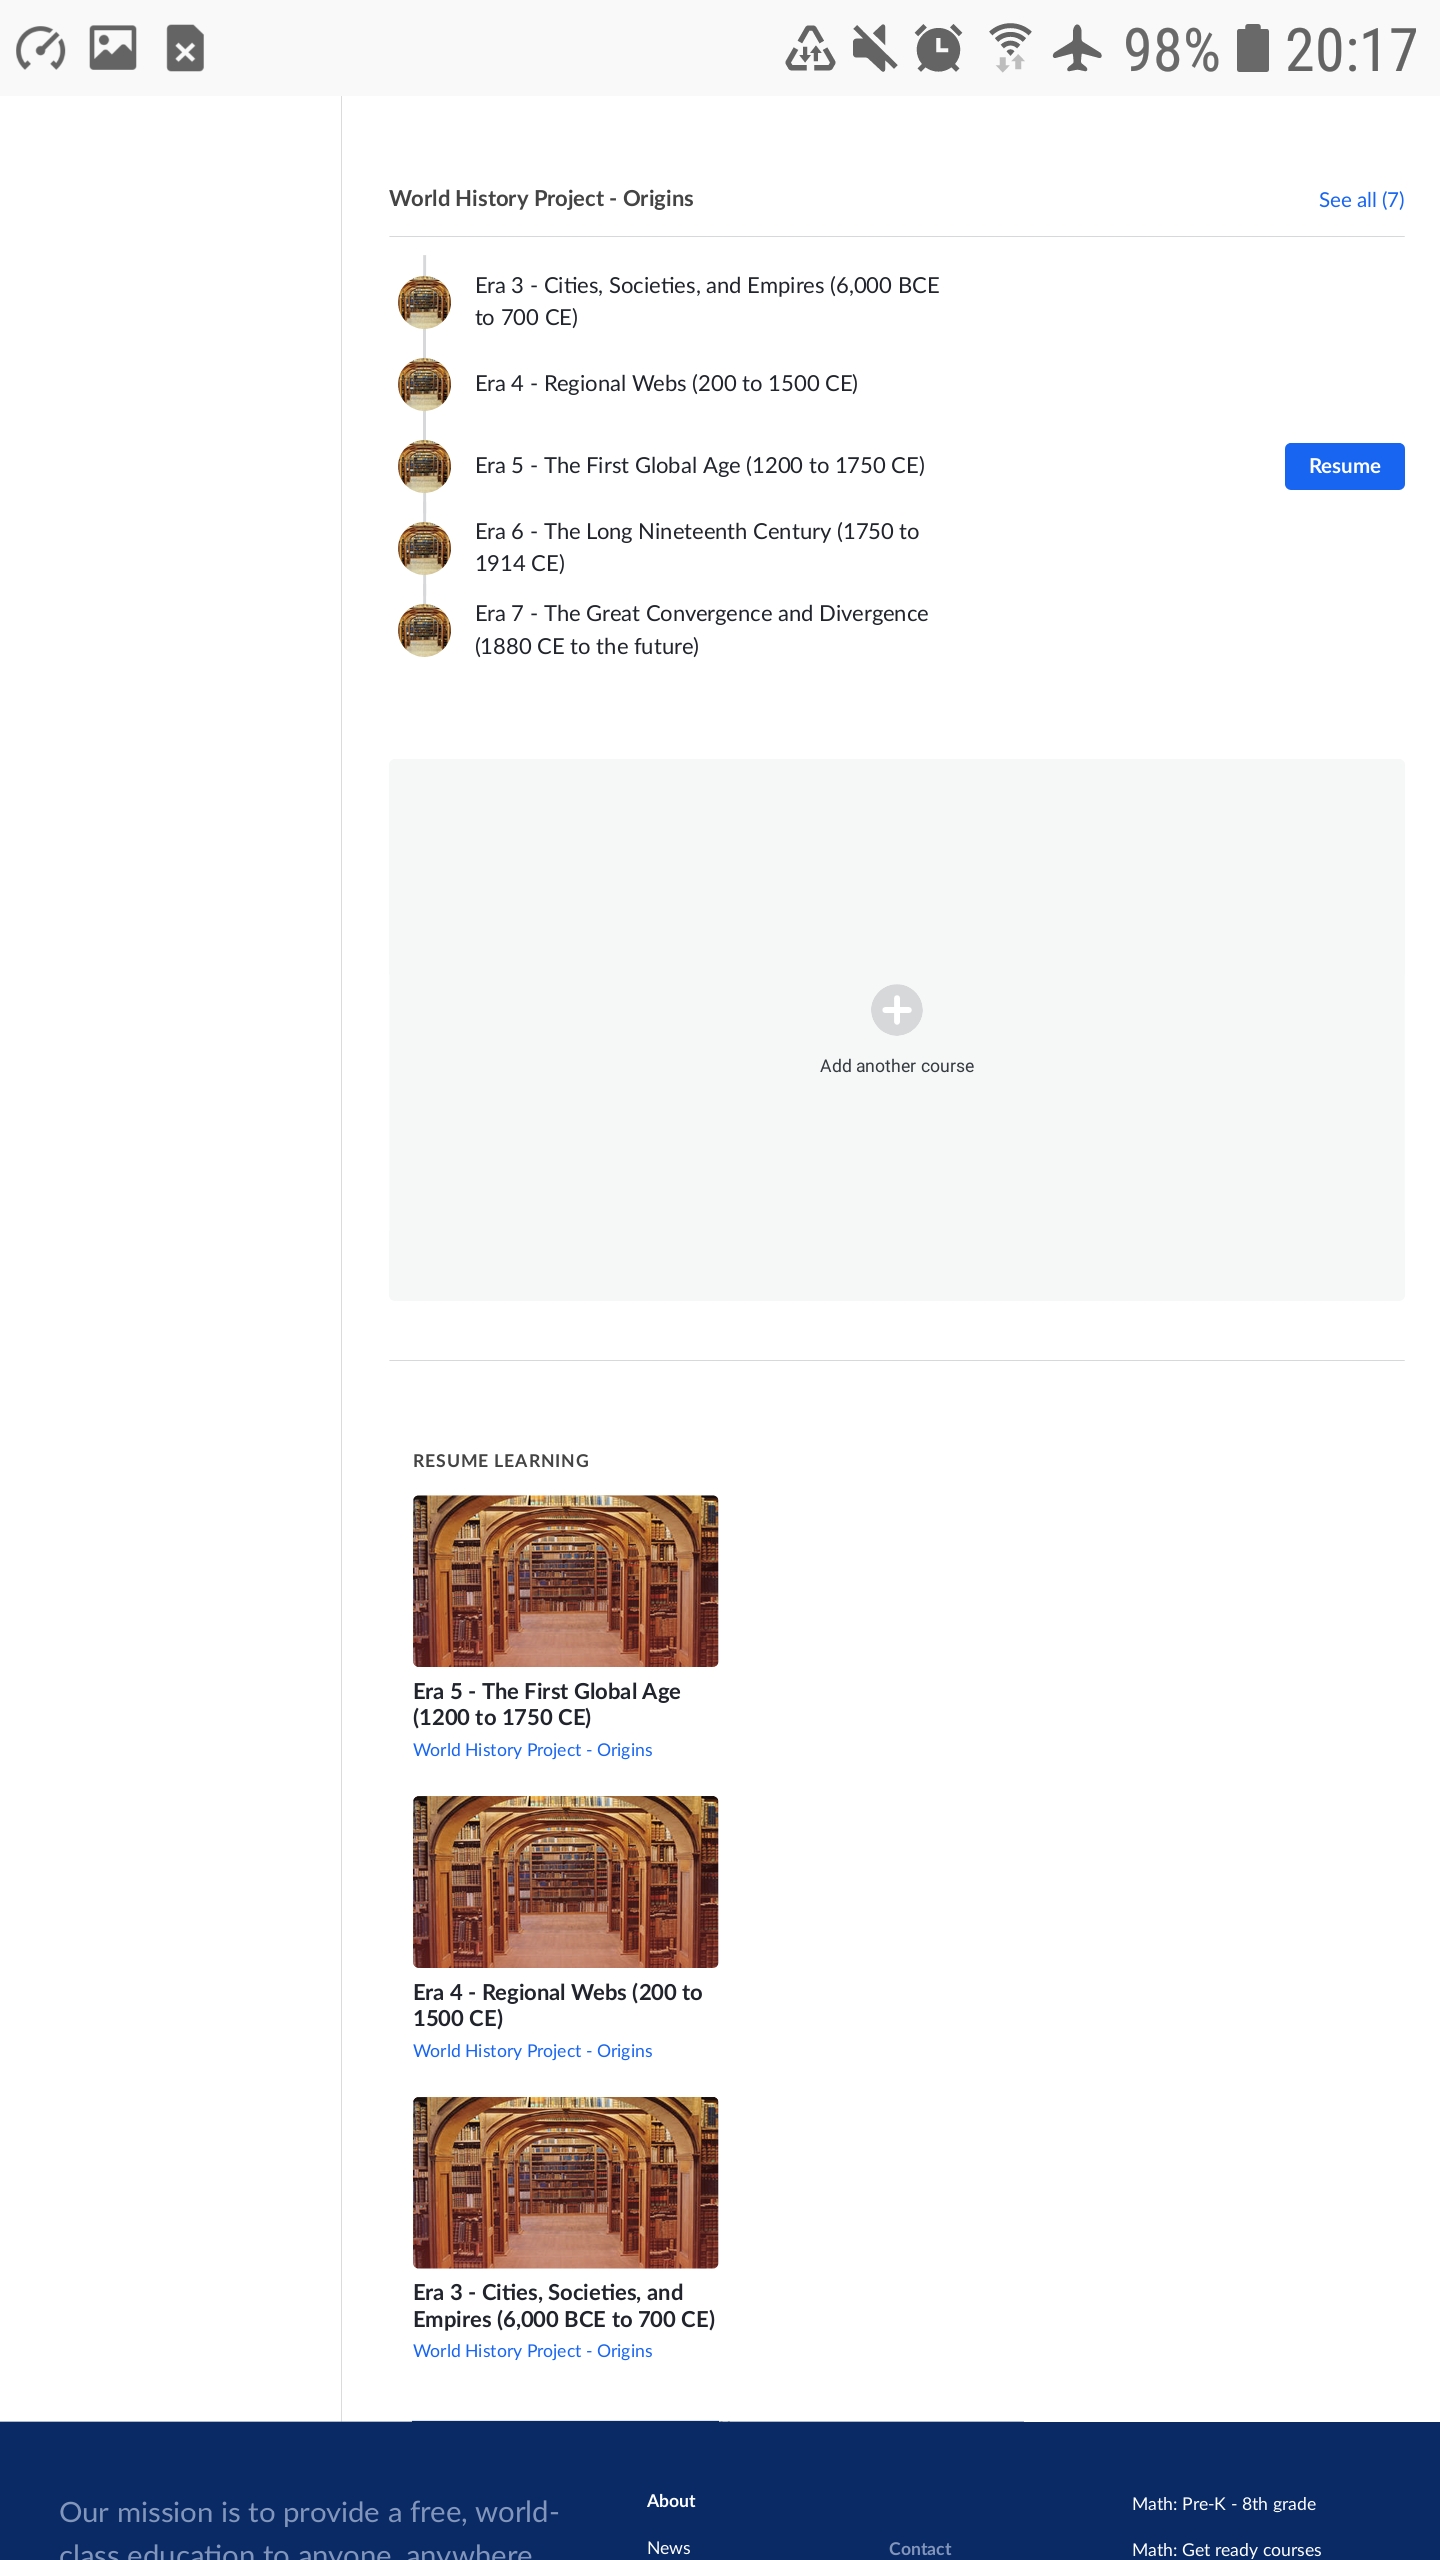 98% 20:17
World History Project - Origins
See all (7)
Era 3 - Cities, Societies, and Empires (6,000 BCE
to 700 CE)
Era 4 - Regional Webs (200 to 1500 CE)
Era 5 - The First Global Age (1200 to 1750 CE)
Resume
Era 6 - The Long Nineteenth Century (1750 to
1914 CE)
Era 7 - The Great Convergence and Divergence
(1880 CE to the future)
Add another course
RESUME LEARNING
Era 5 - The First Global Age
(1200 to 1750 CE)
World History Project - Origins
Era 4 - Regional Webs (200 to
1500 CE)
World History Project - Origins
Era 3 - Cities, Societies, and
Empires (6,000 BCE to 700 CE)
World History Project - Origins
Our mission is to provide a free, world-
class education to anyone, anywhere.
About
News
Contact
Math: Pre-K - 8th grade
Math: Get ready courses